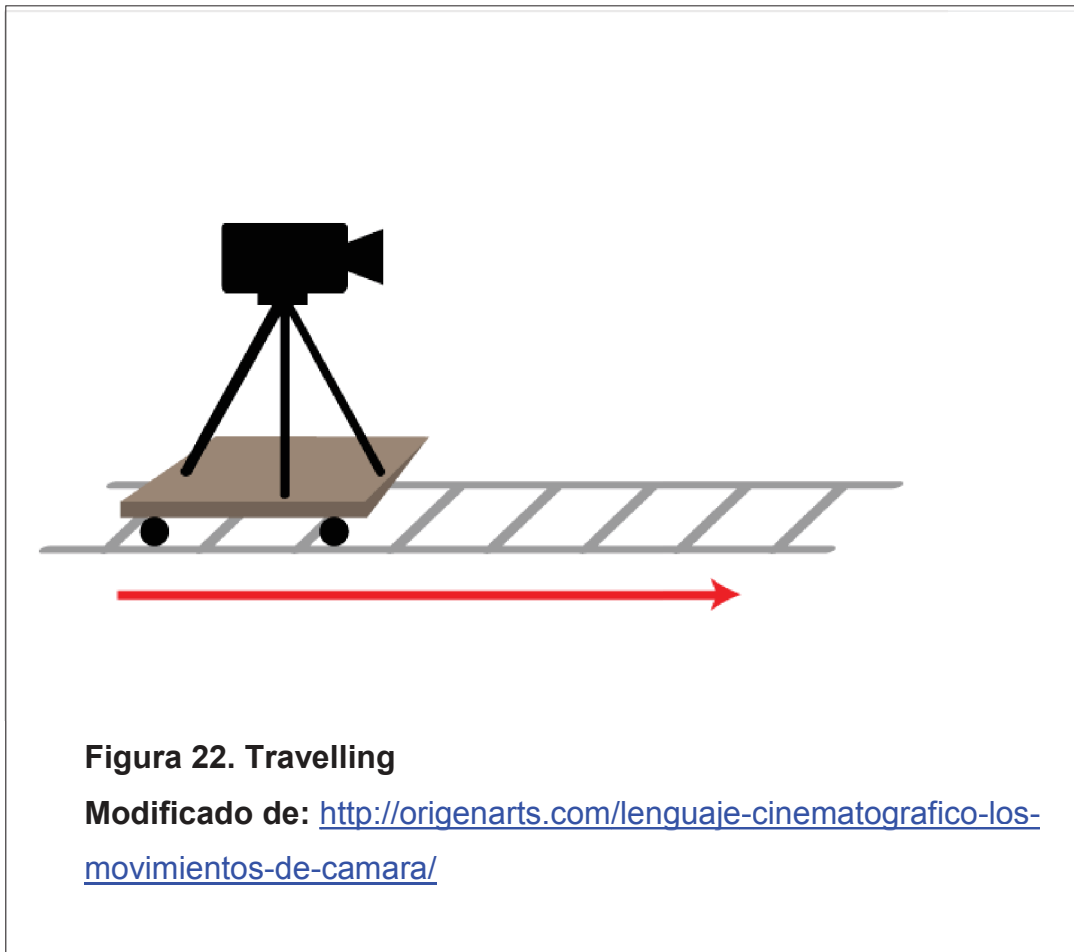 Figura 22. Travelling
Modificado de: http://origenarts.com/lenguaje-cinematografico-los-
movimientos-de-camara/